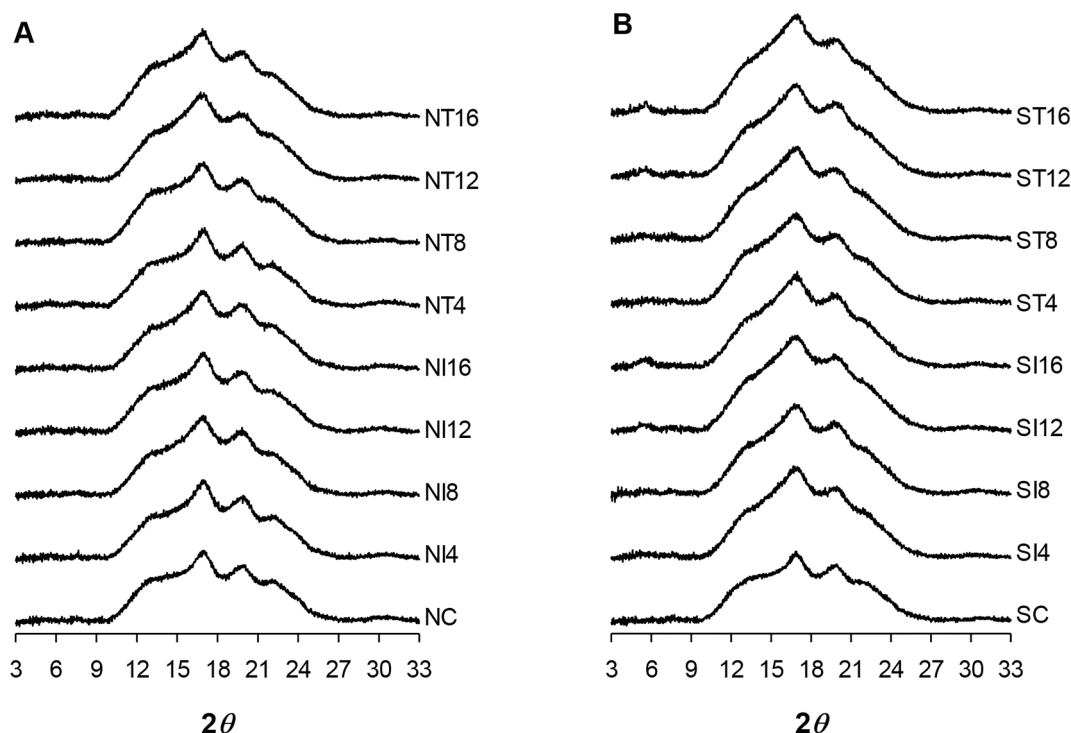 A
NT16
NT12
NT8
NT4
NI16
NI12
NI8
NI4
NC
3 6 9 12 15 18 21 24 27 30 33
2θ
B
ST16
ST12
ST8
ST4
SI16
SI12
SI8
SI4
SC
3 6 9 12 15 18 21 24 27 30 33
2θ